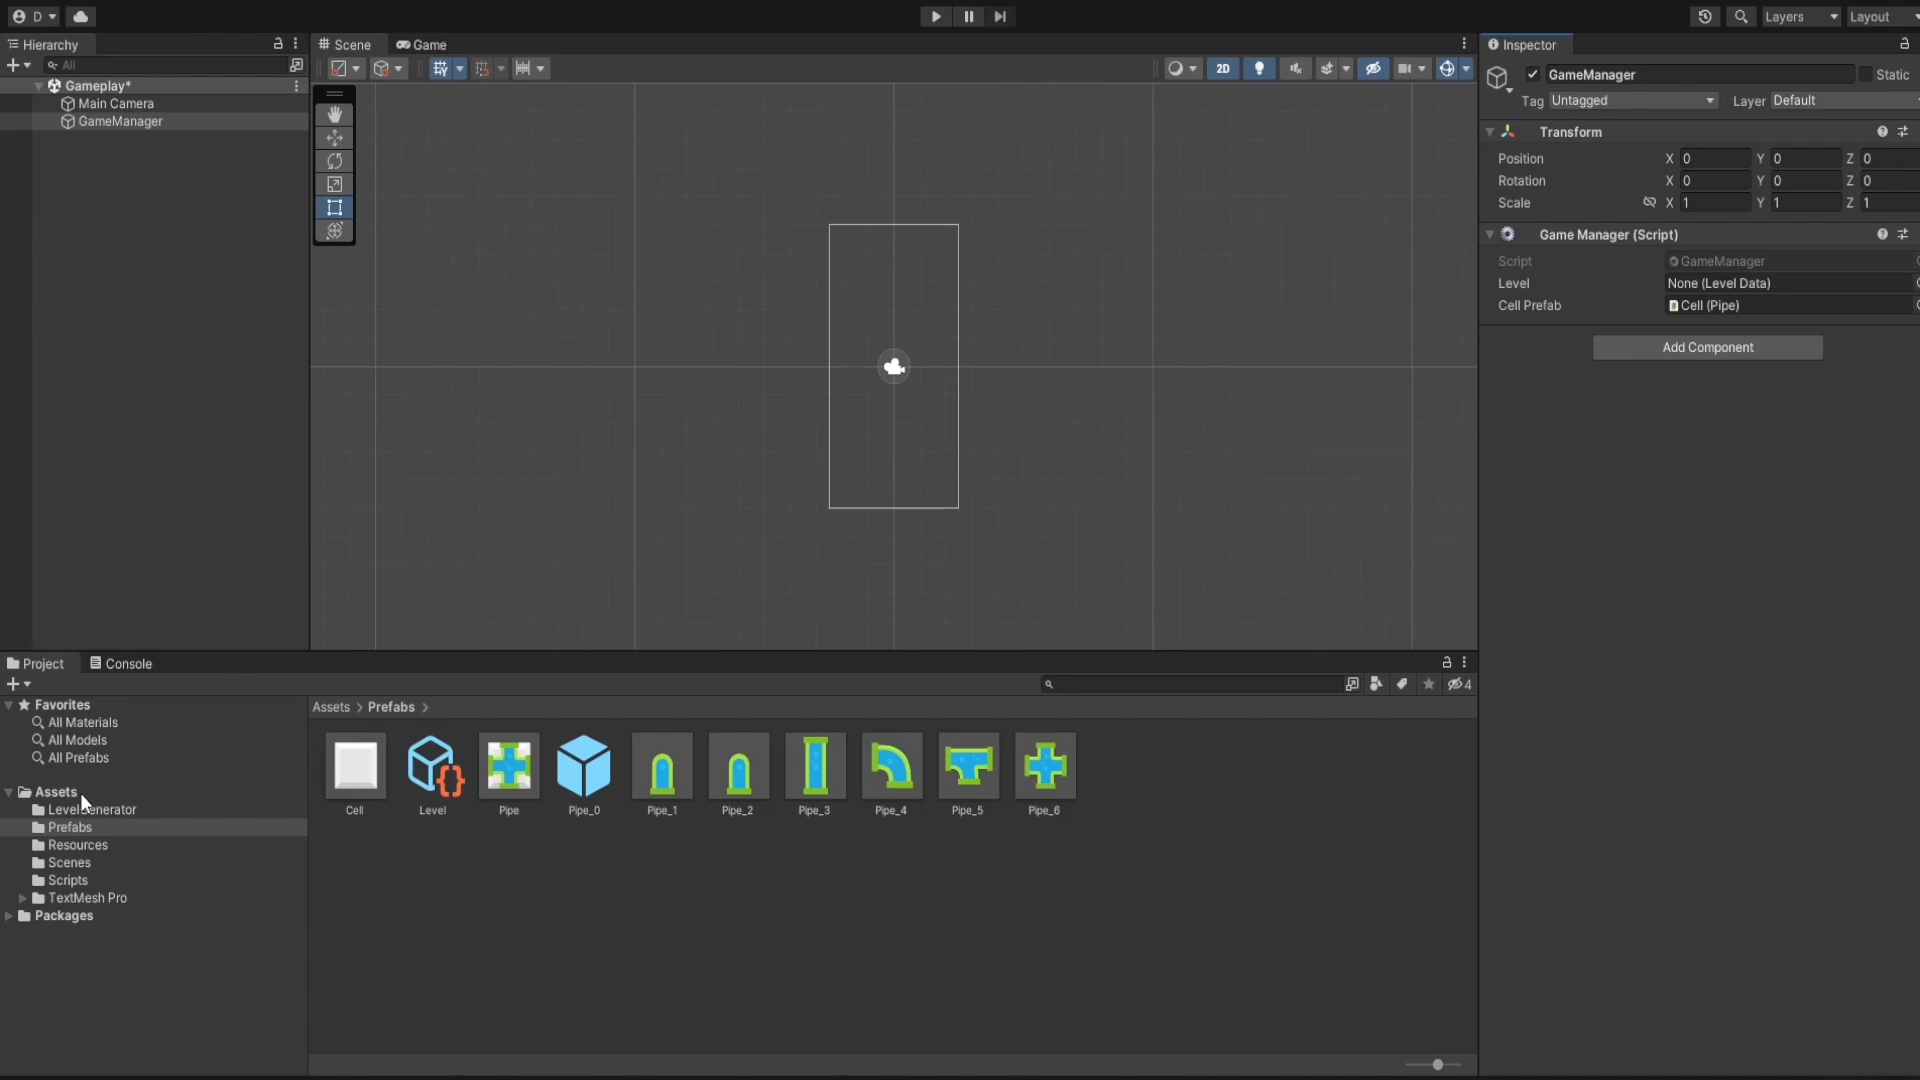 D
Layers
Layout
Hierarchy
All
Gameplay*
Main Camera
GameManager
Scene
Game
2D
Inspector
GameManager
Static
Tag Untagged
Layer Default
Transform
Position X 0 Y 0 Z 0
Rotation X 0 Y 0 Z 0
Scale X 1 Y 1 Z 1
Game Manager (Script)
Script GameManager
Level None (Level Data)
Cell Prefab Cell (Pipe)
Add Component
Project
Console
4
Favorites
All Materials
All Models
All Prefabs
Assets
LevelGenerator
Prefabs
Resources
Scenes
Scripts
TextMesh Pro
Packages
Assets > Prefabs >
Cell
Level
Pipe
Pipe_0
Pipe_1
Pipe_2
Pipe_3
Pipe_4
Pipe_5
Pipe_6